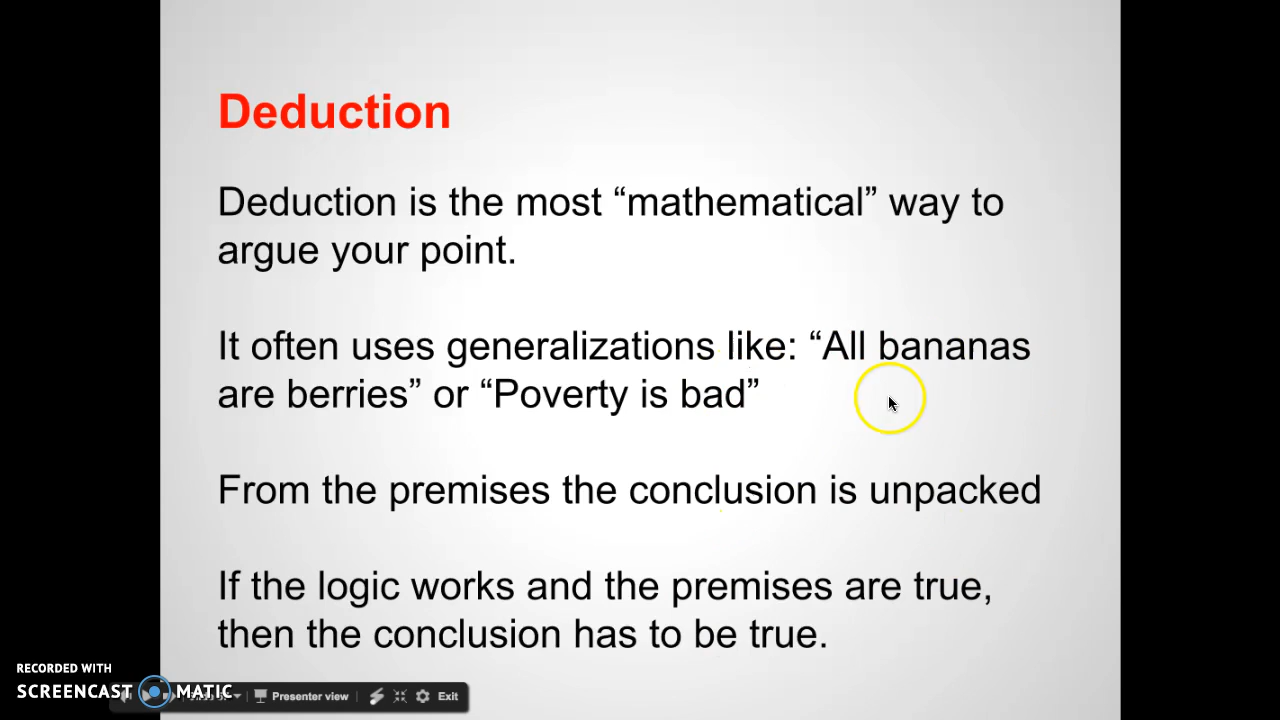 Deduction
Deduction is the most “mathematical” way to
argue your point.
It often uses generalizations like: “All bananas
are berries” or “Poverty is bad”
From the premises the conclusion is unpacked
If the logic works and the premises are true,
then the conclusion has to be true.
RECORDED WITH
SCREENCAST MATIC
Presenter view Exit